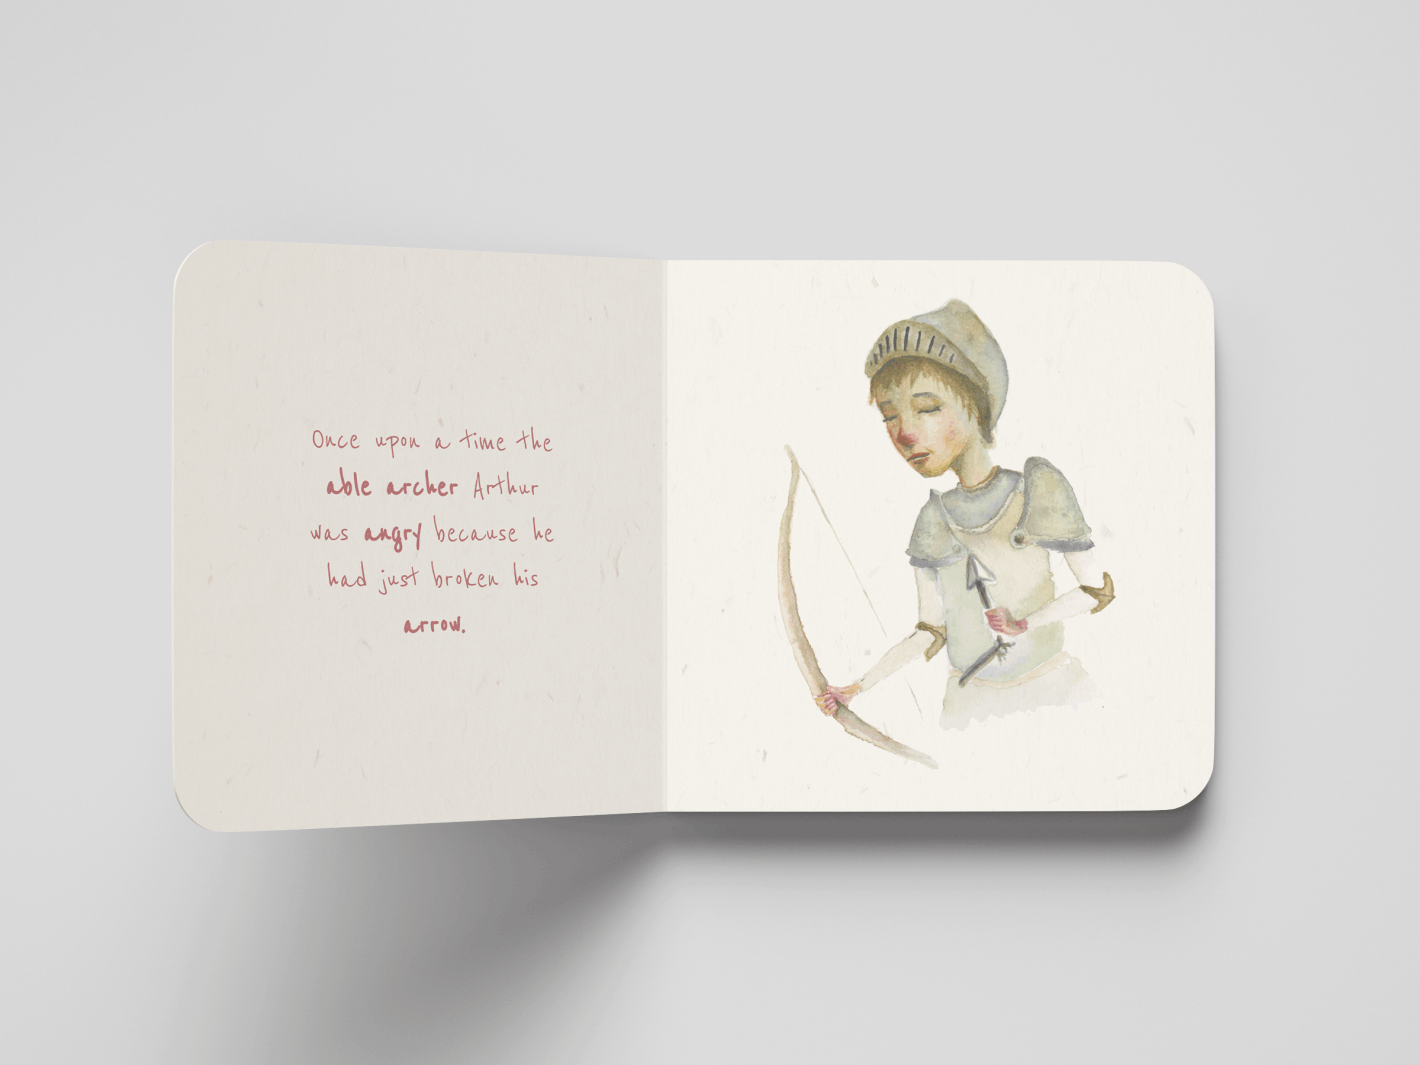 Once upon a time the
able archer Arthur
was angry because he
had just broken his
arrow.